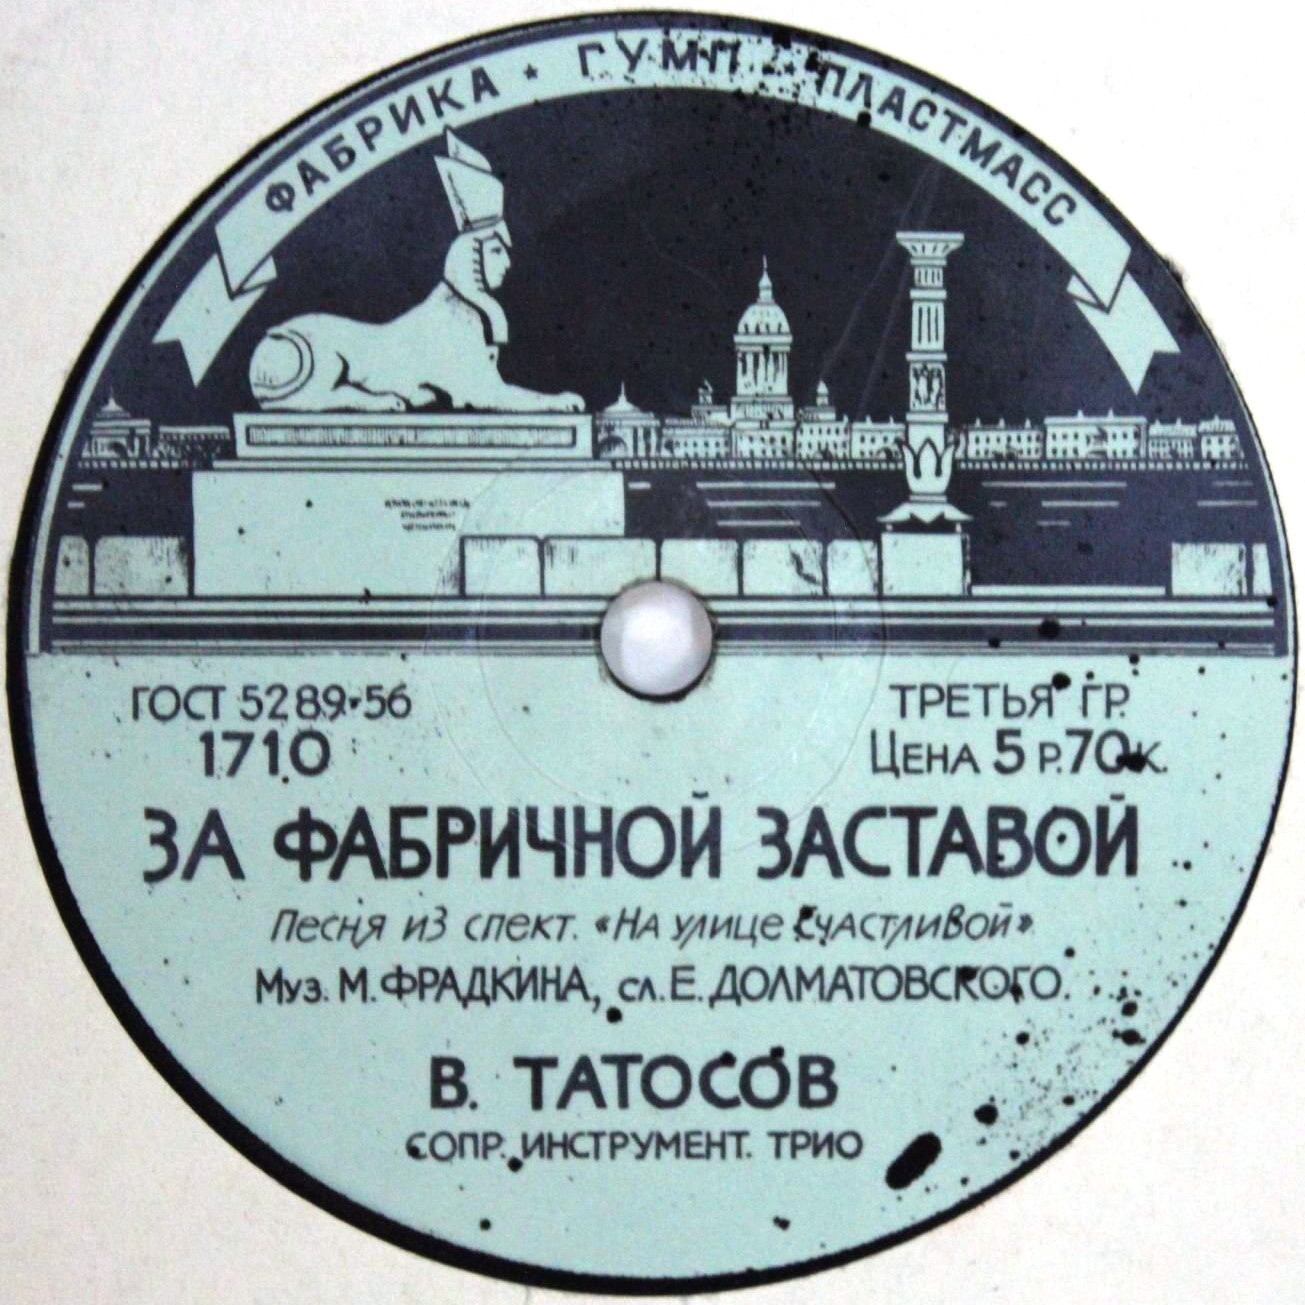 ФАБРИКА ★ ГУМП ★ ПЛАСТМАСС
ГОСТ 5289-56
1710
ТРЕТЬЯ ГР.
ЦЕНА 5 Р. 70 К.
ЗА ФАБРИЧНОЙ ЗАСТАВОЙ
Песня из спект. «На улице Счастливой»
Муз. М. ФРАДКИНА, сл. Е. ДОЛМАТОВСКОГО.
В. ТАТОСОВ
СОПР. ИНСТРУМЕНТ. ТРИО